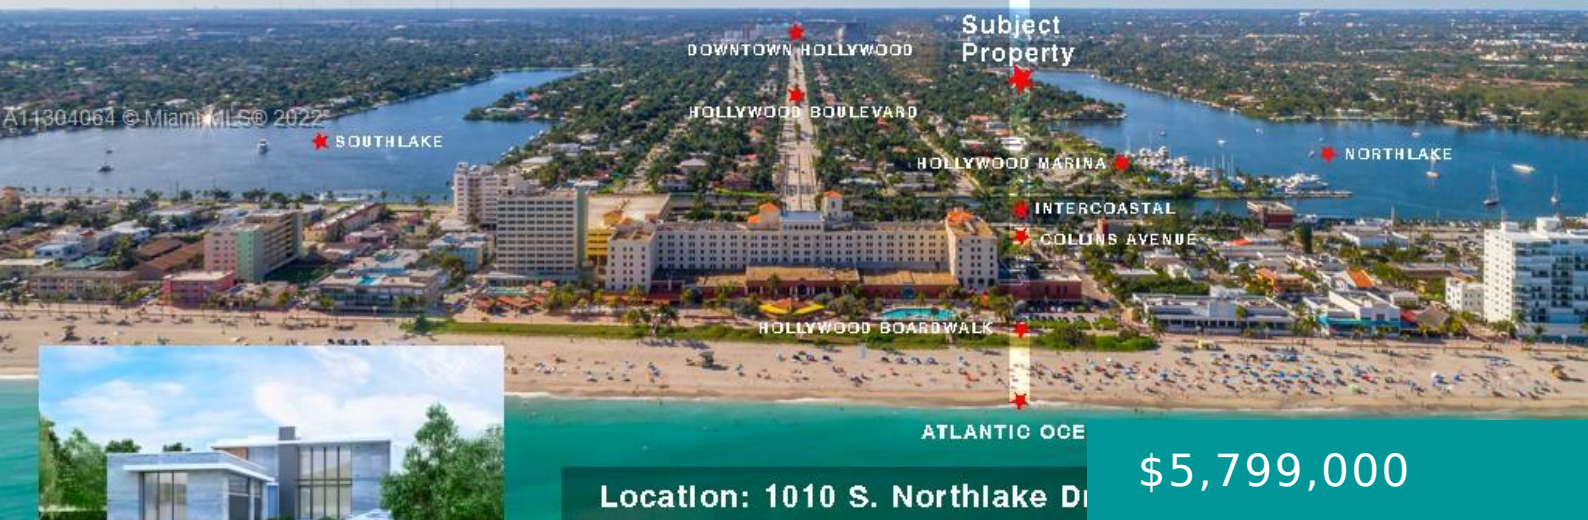 Subject
Property
DOWNTOWN HOLLYWOOD
HOLLYWOOD BOULEVARD
A11304064 © Miami MLS® 2022
SOUTHLAKE
HOLLYWOOD MARINA
NORTHLAKE
INTERCOASTAL
COLLINS AVENUE
HOLLYWOOD BOARDWALK
ATLANTIC OCE
$5,799,000
Location: 1010 S. Northlake Dr